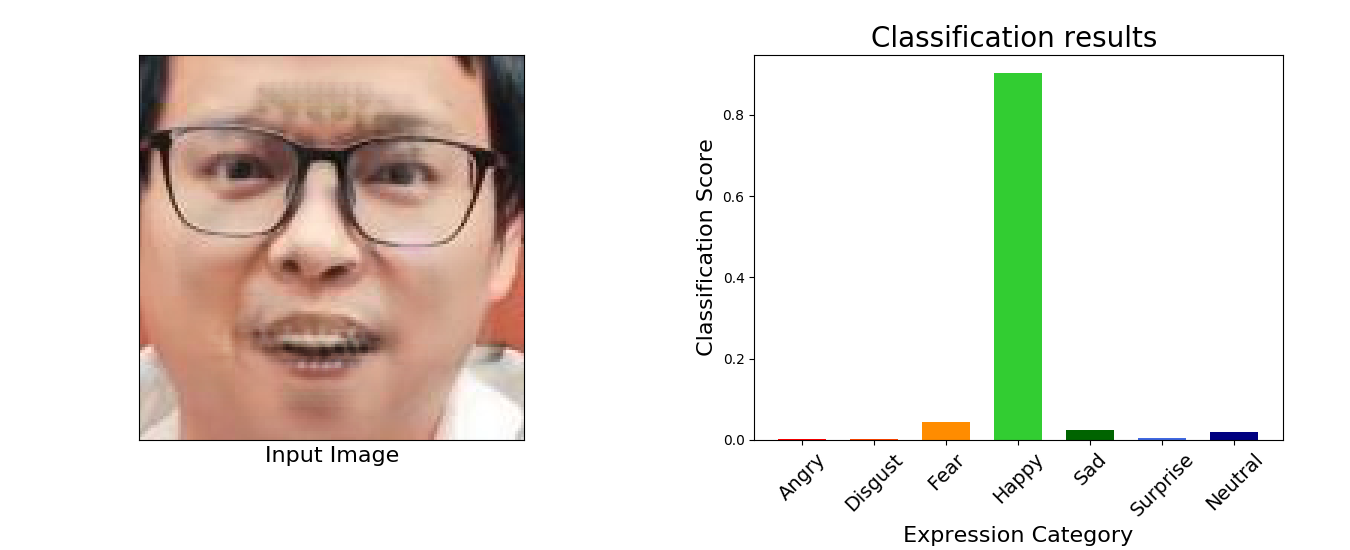 Classification results
Classification Score
0.8
0.6
0.4
0.2
0.0
Angry
Disgust
Fear
Happy
Sad
Surprise
Neutral
Expression Category
Input Image